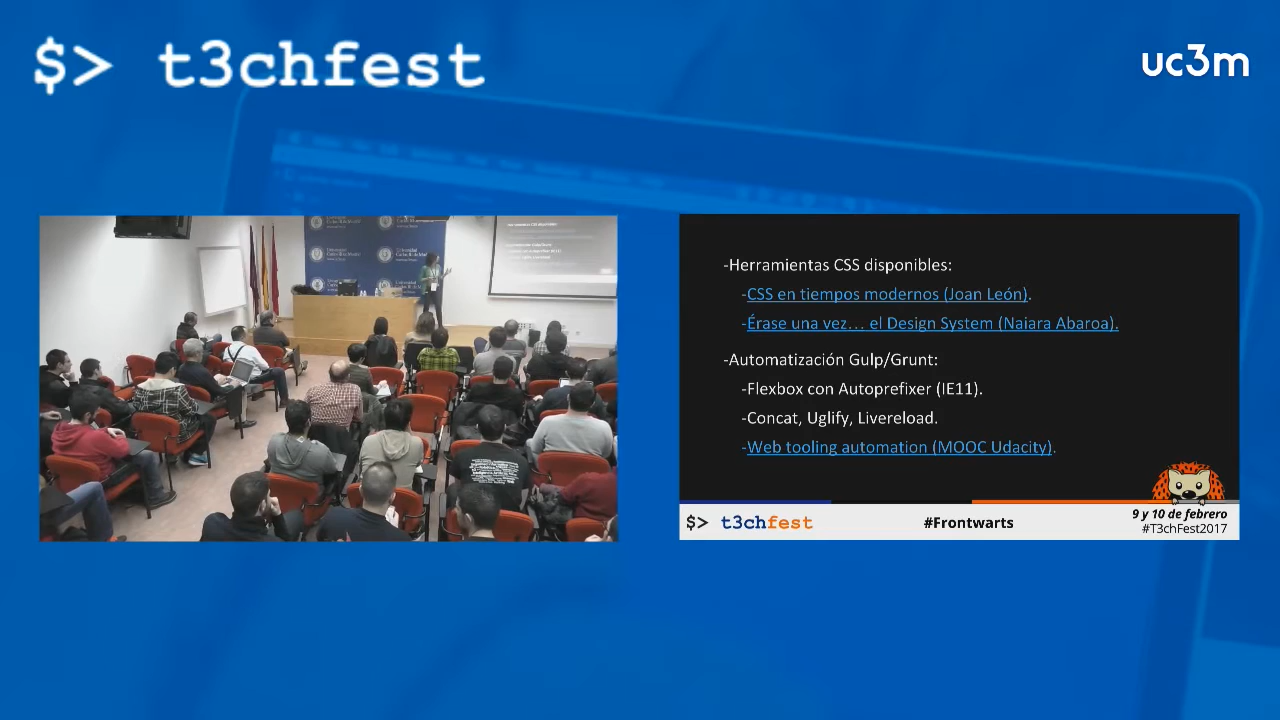 $> t3chfest
uc3m
-Herramientas CSS disponibles:
-CSS en tiempos modernos (Joan León).
-Érase una vez… el Design System (Naiara Abaroa).
-Automatización Gulp/Grunt:
-Flexbox con Autoprefixer (IE11).
-Concat, Uglify, Livereload.
-Web tooling automation (MOOC Udacity).
$> t3chfest
#Frontwarts
9 y 10 de febrero
#T3chFest2017